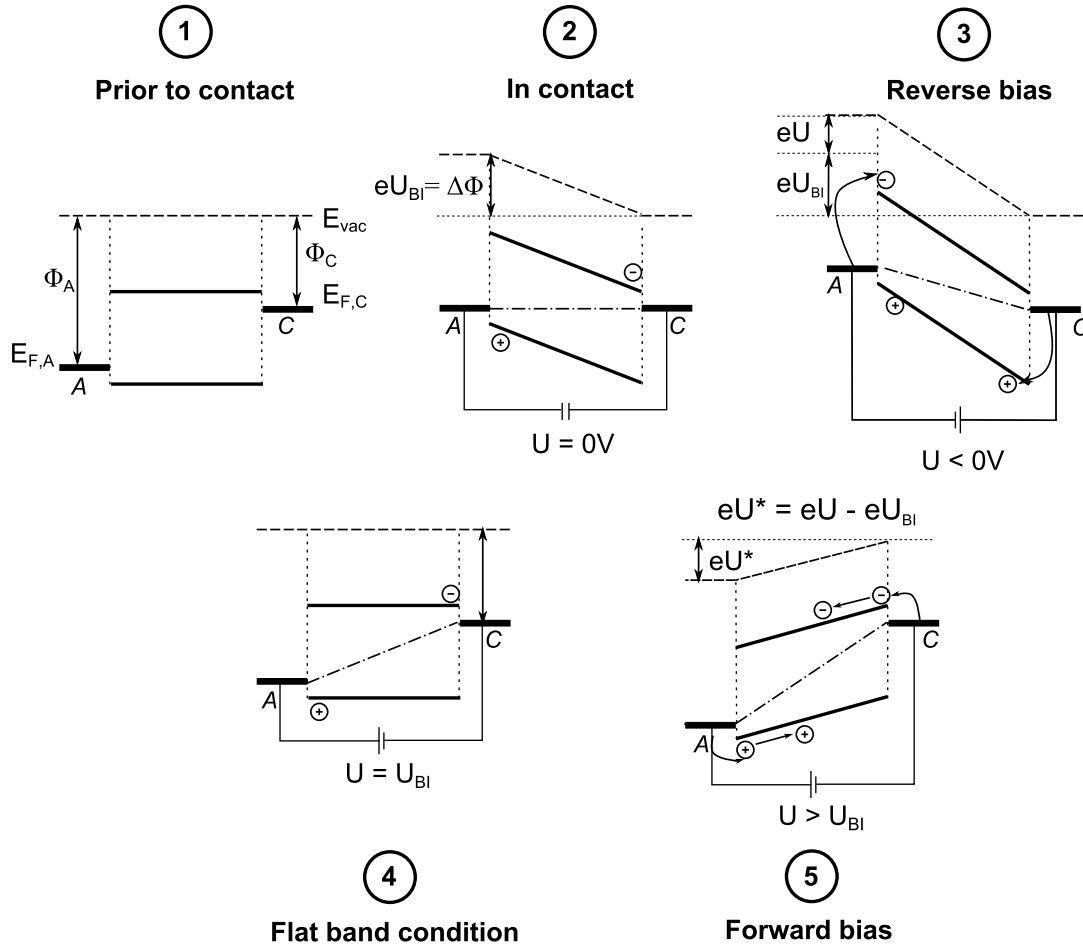 1
Prior to contact
E_vac
Φ_A
Φ_C
E_F,C
C
E_F,A
A
2
In contact
eU_BI = ΔΦ
−
A
C
+
U = 0V
3
Reverse bias
eU
eU_BI
−
A
+
C
+
U < 0V
−
C
A
+
U = U_BI
4
Flat band condition
eU* = eU - eU_BI
eU*
− −
C
A
+ +
U > U_BI
5
Forward bias